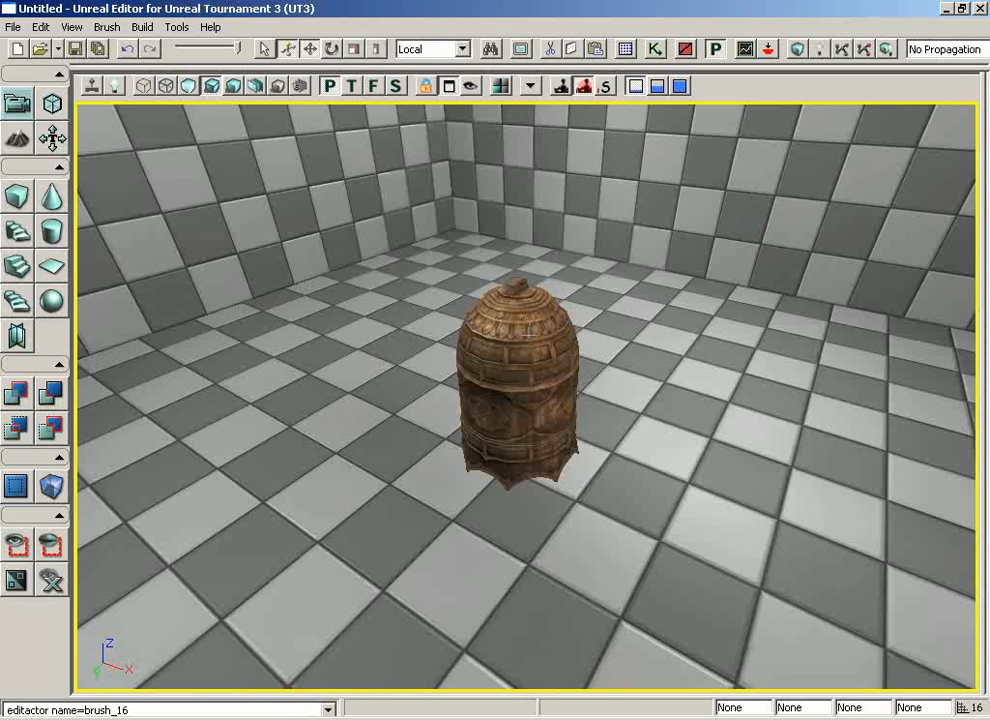 Untitled - Unreal Editor for Unreal Tournament 3 (UT3)
File Edit View Brush Build Tools Help
Local
P
No Propagation
P T F S
S
Z
X
Y
editactor name=brush_16
None None None None 16